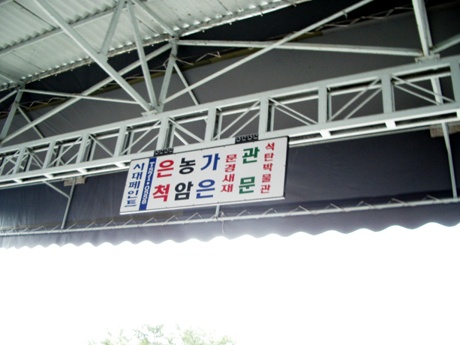 시대페인트
은척
농암
가은
문경새재
관문
석탄박물관